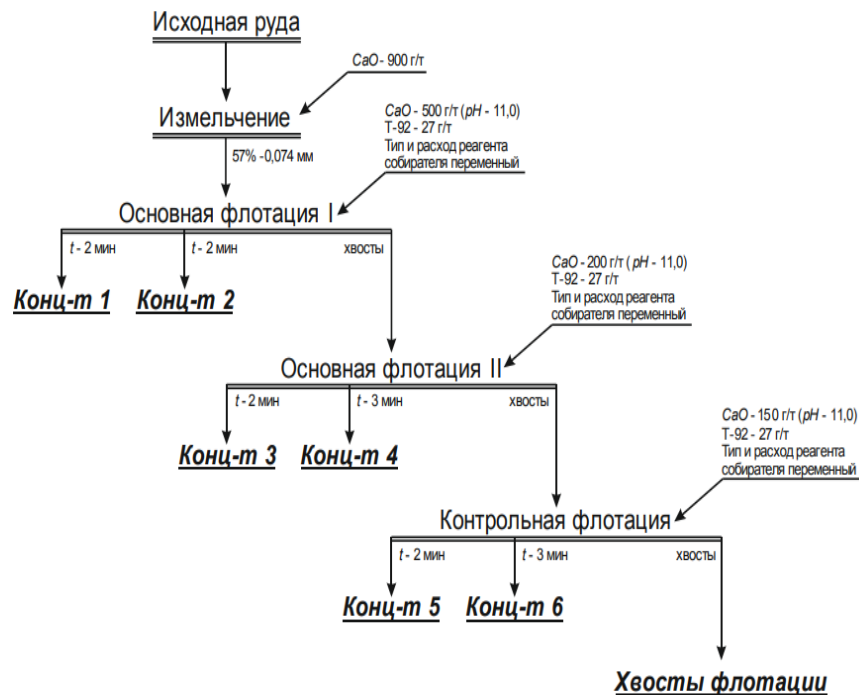 Исходная руда
CaO - 900 г/т
Измельчение
57% -0,074 мм
CaO - 500 г/т ( pH - 11,0)
Т-92 - 27 г/т
Тип и расход реагента
собирателя переменный
Основная флотация I
t - 2 мин
t - 2 мин
хвосты
Конц-т 1
Конц-т 2
CaO - 200 г/т ( pH - 11,0)
Т-92 - 27 г/т
Тип и расход реагента
собирателя переменный
Основная флотация II
t - 2 мин
t - 3 мин
хвосты
Конц-т 3
Конц-т 4
CaO - 150 г/т ( pH - 11,0)
Т-92 - 27 г/т
Тип и расход реагента
собирателя переменный
Контрольная флотация
t - 2 мин
t - 3 мин
хвосты
Конц-т 5
Конц-т 6
Хвосты флотации